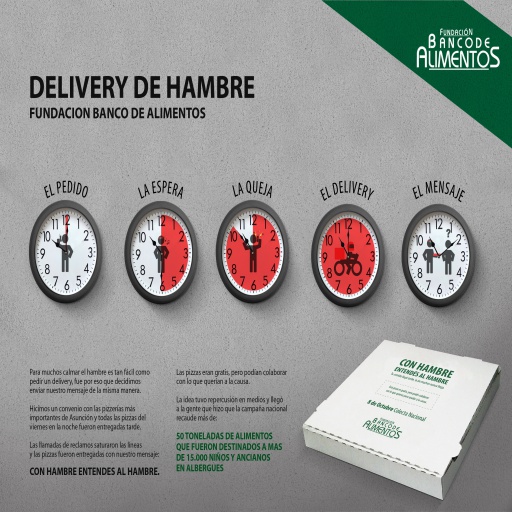 FUNDACIÓN
BANCO DE
ALIMENTOS
DELIVERY DE HAMBRE
FUNDACION BANCO DE ALIMENTOS
EL PEDIDO
LA ESPERA
LA QUEJA
EL DELIVERY
EL MENSAJE
Para muchos calmar el hambre es tan fácil como
pedir un delivery, fue por eso que decidimos
enviar nuestro mensaje de la misma manera.
Hicimos un convenio con las pizzerías más
importantes de Asunción y todas las pizzas del
viernes en la noche fueron entregadas tarde.
Las llamadas de reclamos saturaron las líneas
y las pizzas fueron entregadas con nuestro mensaje:
CON HAMBRE ENTENDES AL HAMBRE.
Las pizzas eran gratis, pero podían colaborar
con lo que querían a la causa.
La idea tuvo repercusión en medios y llegó
a la gente que hizo que la campaña nacional
recaude más de:
50 TONELADAS DE ALIMENTOS
QUE FUERON DESTINADOS A MAS
DE 15.000 NIÑOS Y ANCIANOS
EN ALBERGUES
CON HAMBRE
ENTENDES AL HAMBRE
8 de Octubre Colecta Nacional
BANCO DE
ALIMENTOS